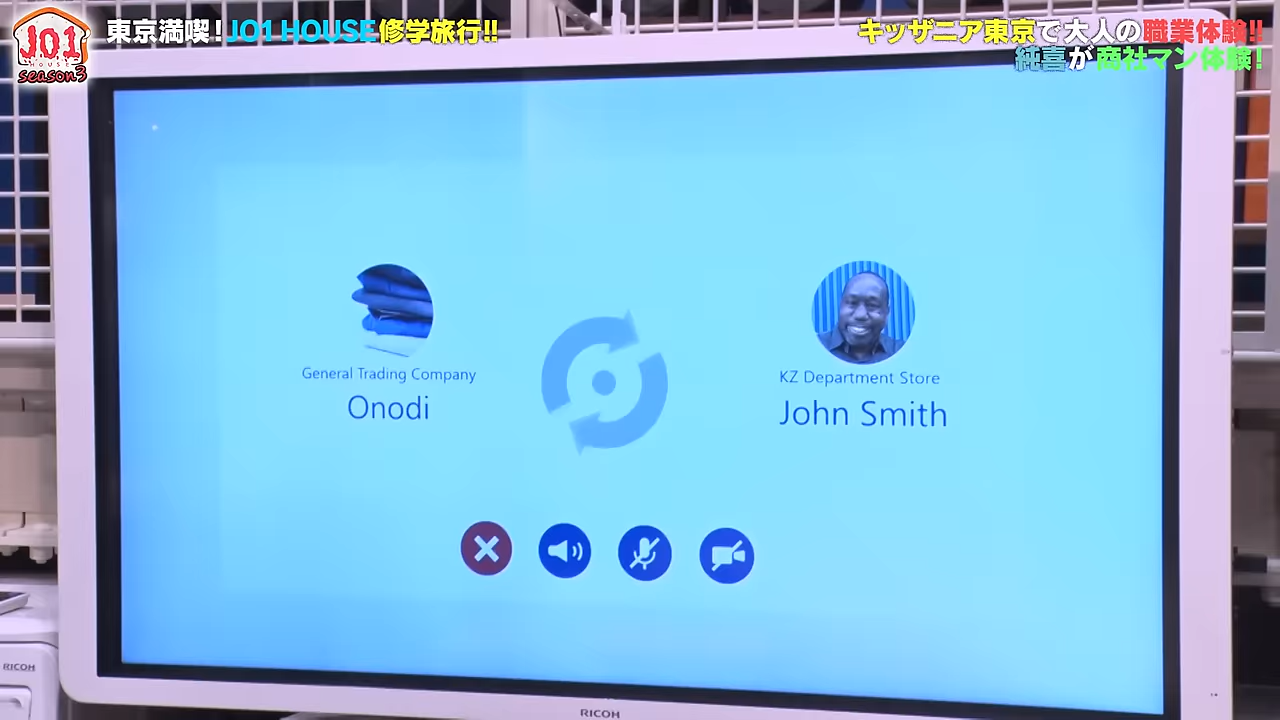 JO1
HOUSE
season3
東京満喫！JO1 HOUSE修学旅行!!
キッザニア東京で大人の職業体験!!
純喜が商社マン体験！
General Trading Company
Onodi
KZ Department Store
John Smith
RICOH
RICOH